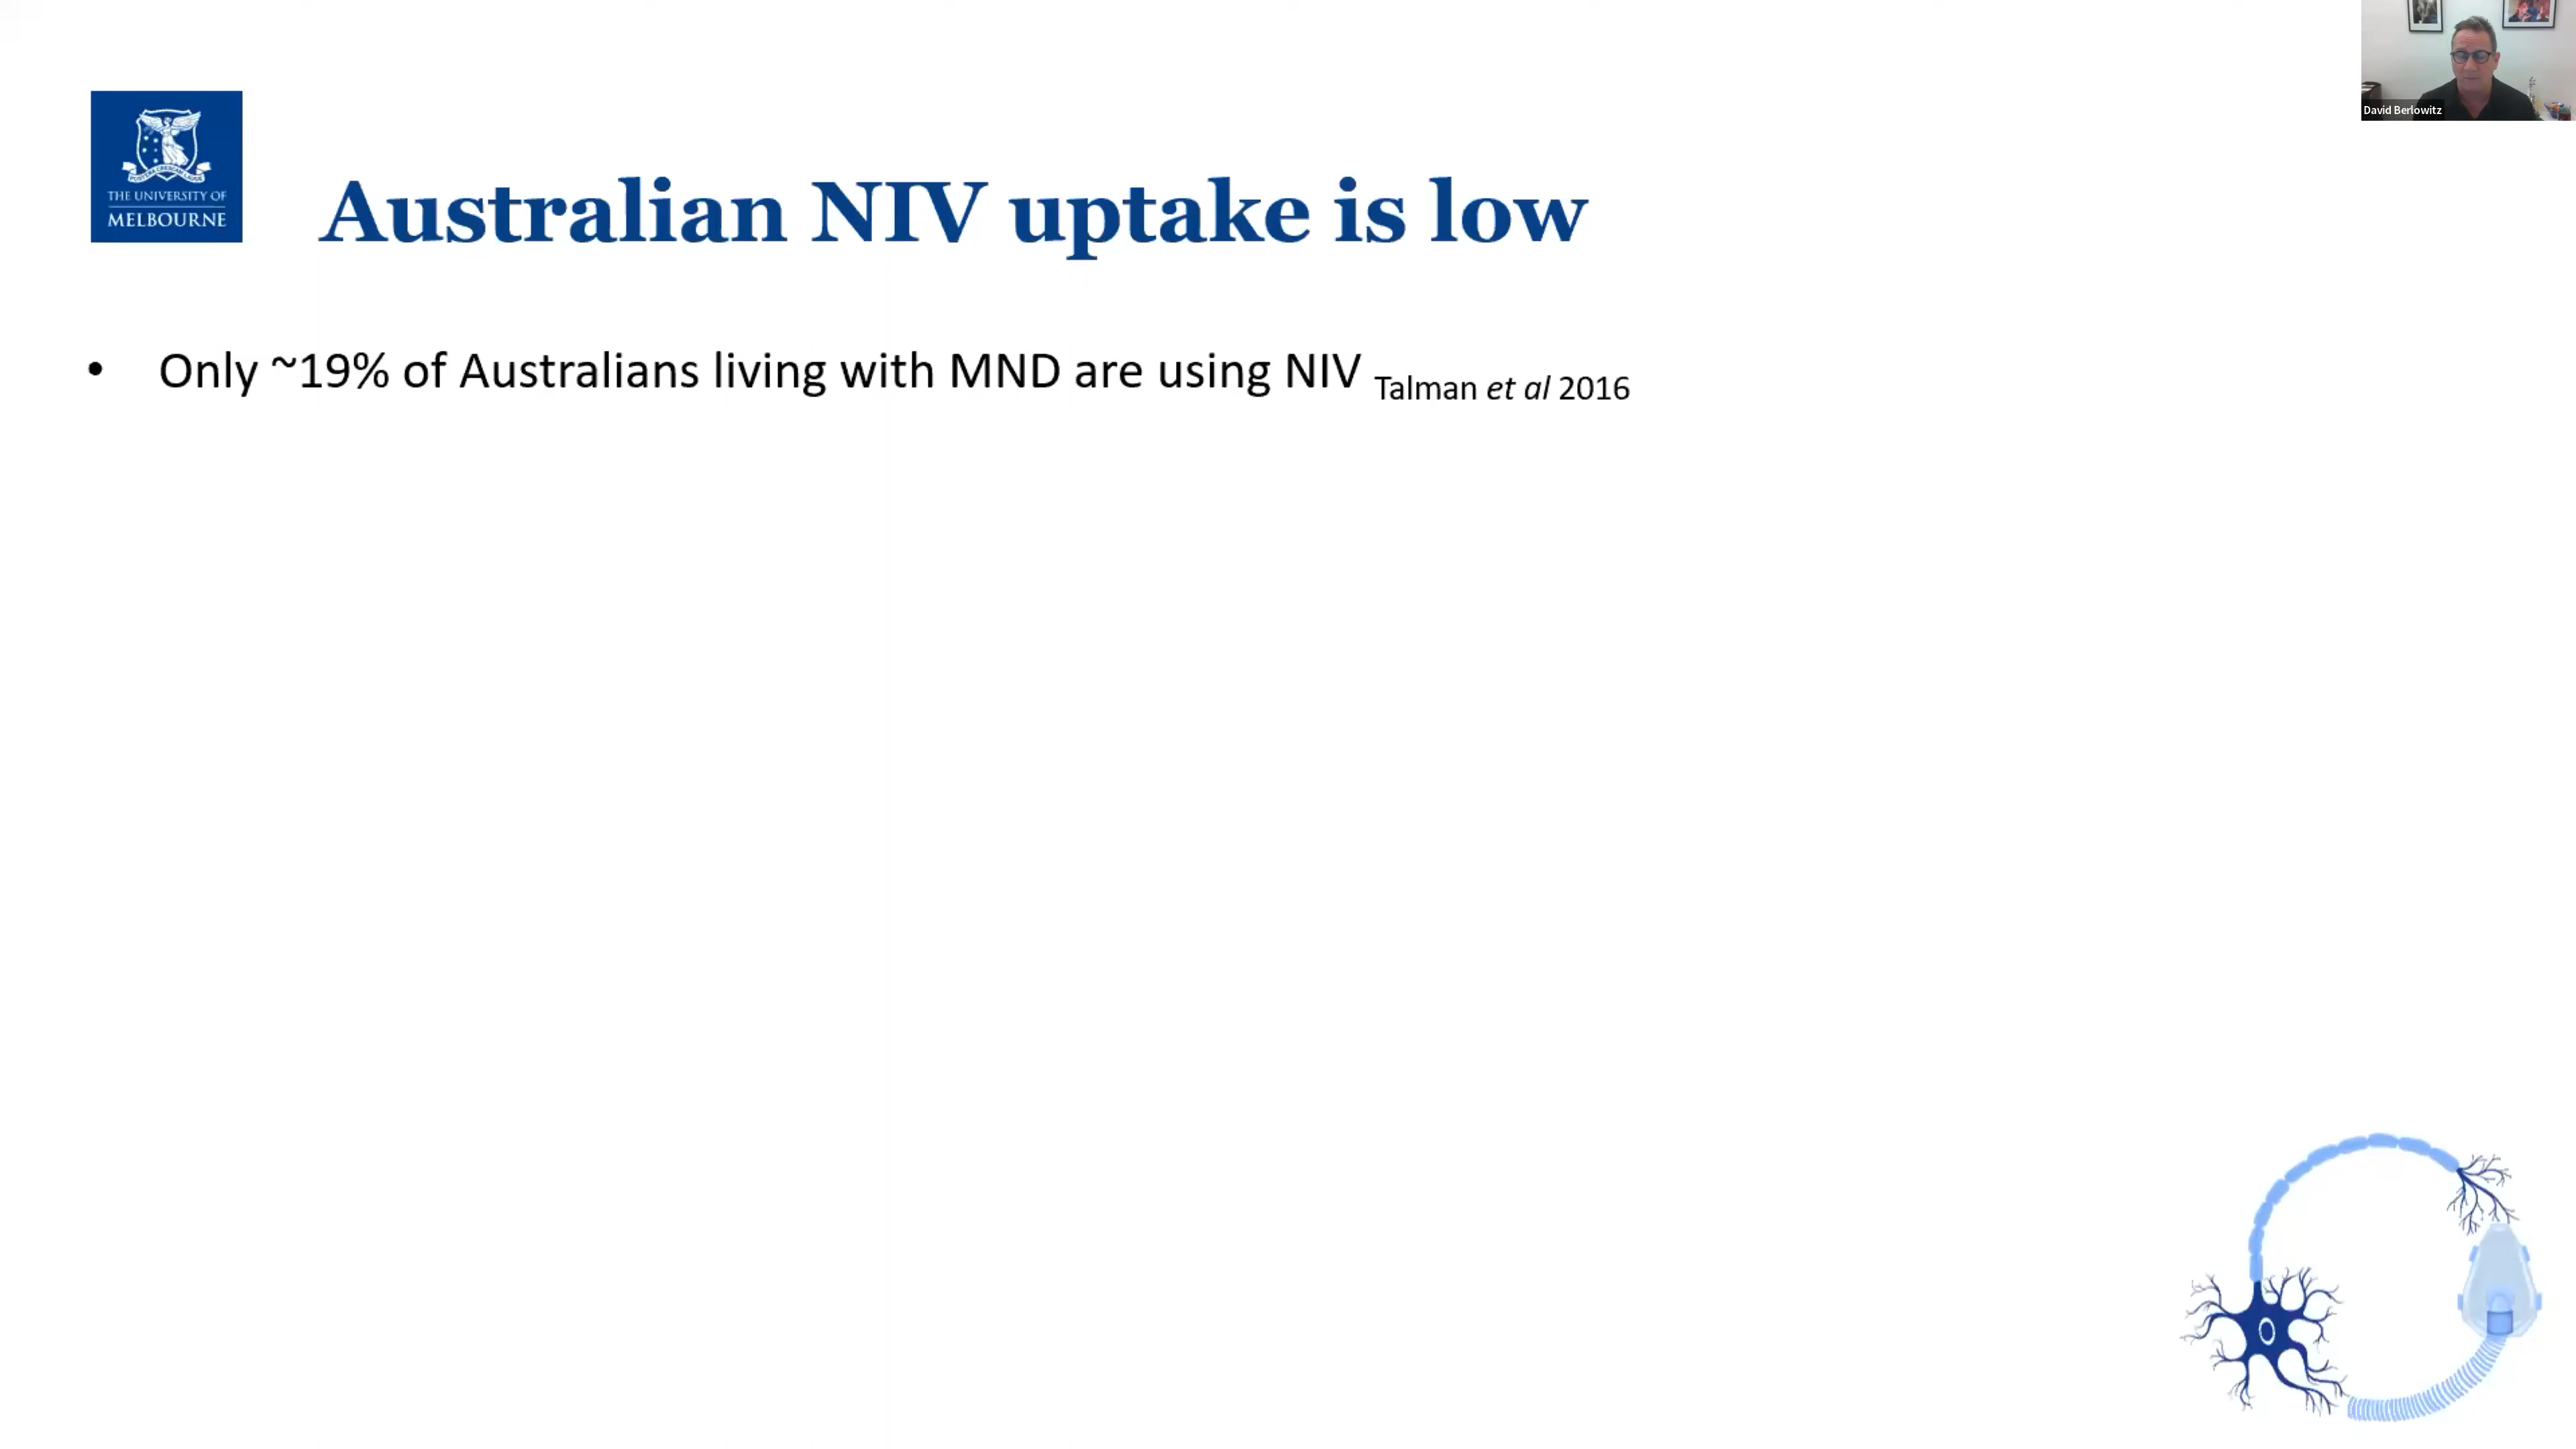 David Berlowitz
THE UNIVERSITY OF
MELBOURNE
Australian NIV uptake is low
• Only ~19% of Australians living with MND are using NIV Talman et al 2016